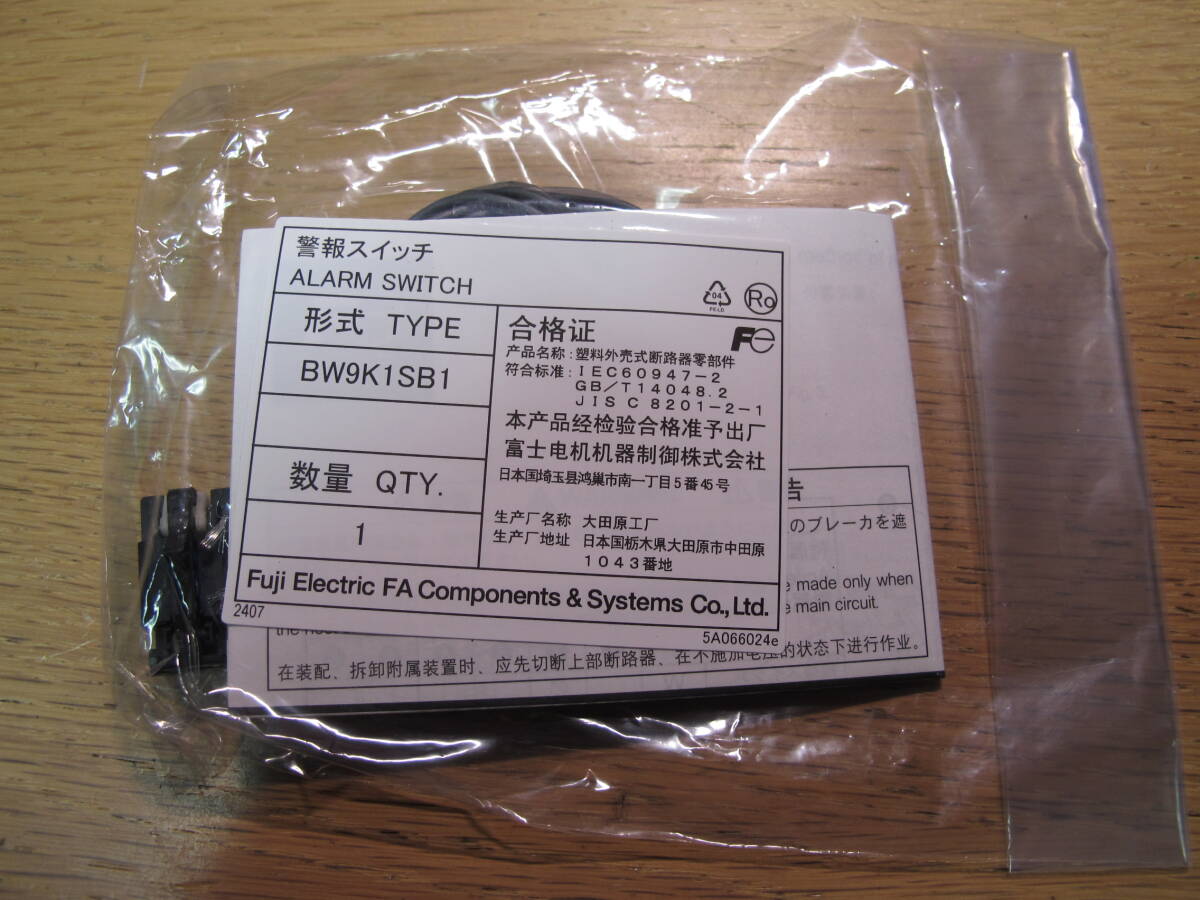 警報スイッチ
ALARM SWITCH
04
PE-LD
Ro
形式 TYPE
BW9K1SB1
数量 QTY.
1
合格证
Fe
产品名称：塑料外壳式断路器零部件
符合标准：IEC60947-2
GB/T14048.2
JIS C 8201-2-1
本产品经检验合格准予出厂
富士电机机器制御株式会社
日本国埼玉县鸿巢市南一丁目5番45号
生产厂名称 大田原工厂
生产厂地址 日本国栃木県大田原市中田原
1043番地
Fuji Electric FA Components & Systems Co., Ltd.
2407
5A066024e
告
のブレーカを遮
made only when
main circuit.
在装配、拆卸附属装置时、应先切断上部断路器、在不施加电压的状态下进行作业。